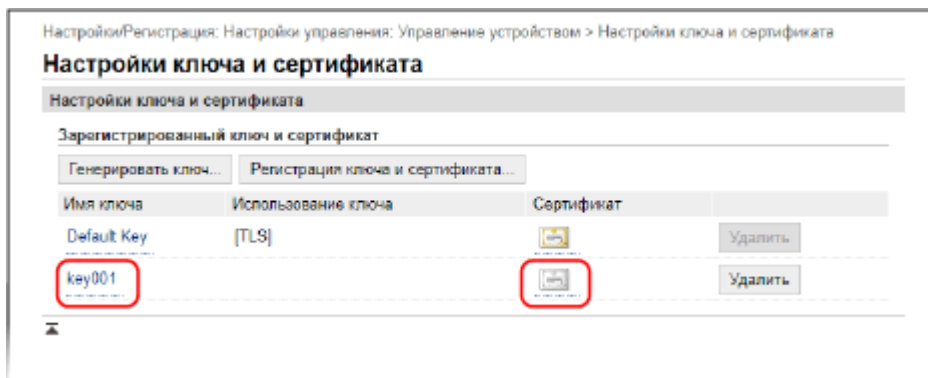 Настройки/Регистрация: Настройки управления: Управление устройством > Настройки ключа и сертификата
Настройки ключа и сертификата
Настройки ключа и сертификата
Зарегистрированный ключ и сертификат
Генерировать ключ... Регистрация ключа и сертификата...
Имя ключа Использование ключа Сертификат
Default Key [TLS] Удалить
key001 Удалить